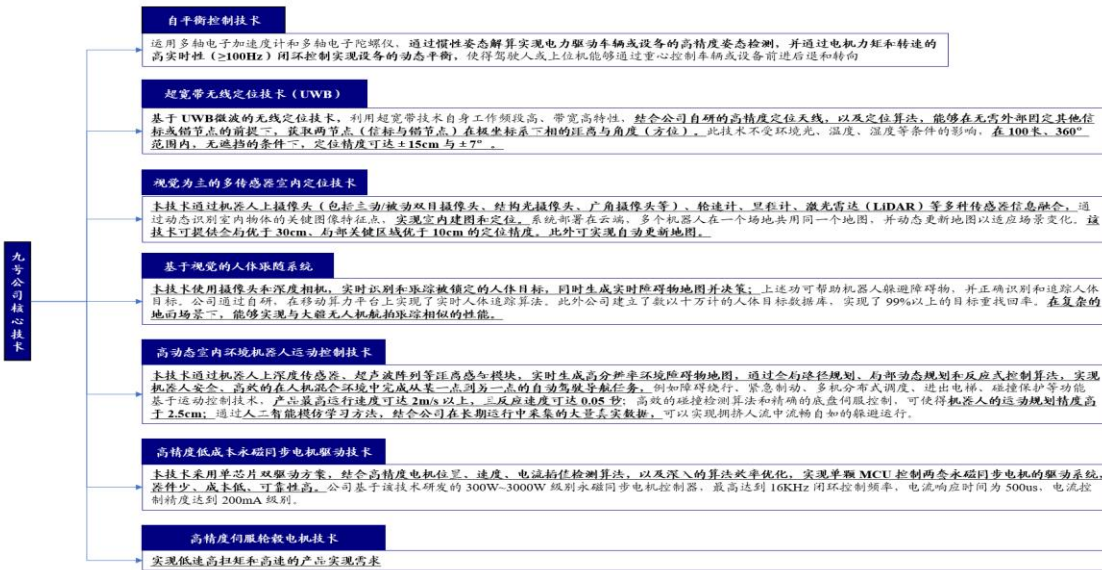 自平衡控制技术
运用多轴电子加速度计和多轴电子陀螺仪，通过惯性姿态解算实现电力驱动车辆或设备的高精度姿态检测，并通过电机力矩和转速的
高实时性（≥100Hz）闭环控制实现设备的动态平衡，使得驾驶人或上位机能够通过重心控制车辆或设备前进后退和转向
超宽带无线定位技术（UWB）
基于 UWB微波的无线定位技术，利用超宽带技术自身工作频段高、带宽高特性，结合公司自研的高精度定位天线，以及定位算法，能够在无需外部固定其他信
标或锚节点的前提下，获取两节点（信标与锚节点）在极坐标系下相的距离与角度（方位）。此技术不受环境光、温度、湿度等条件的影响，在 100米、360°
范围内，无遮挡的条件下，定位精度可达 ±15cm 与 ±7° 。
视觉为主的多传感器室内定位技术
本技术通过机器人上摄像头（包括主动/被动双目摄像头、结构光摄像头、广角摄像头等）、轮速计、里程计、激光雷达（LiDAR）等多种传感器信息融合，通
过动态识别室内物体的关键图像特征点，实现室内建图和定位。系统部署在云端，多个机器人在一个场地共用同一个地图，并动态更新地图以适应场景变化。该
技术可提供全局优于 30cm、局部关键区域优于 10cm 的定位精度。此外可实现自动更新地图。
九号公司核心技术
基于视觉的人体跟随系统
本技术使用摄像头和深度相机，实时识别和跟踪被锁定的人体目标，同时生成实时障碍物地图并决策；上述功可帮助机器人躲避障碍物，并正确识别和追踪人体
目标。公司通过自研，在移动算力平台上实现了实时人体追踪算法。此外公司建立了数以十万计的人体目标数据库，实现了 99%以上的目标重找回率。在复杂的
地面场景下，能够实现与大疆无人机航拍跟踪相似的性能。
高动态室内环境机器人运动控制技术
本技术通过机器人上深度传感器、超声波阵列等距离感知模块，实时生成高分辨率环境障碍物地图，通过全局路径规划、局部动态规划和反应式控制算法，实现
机器人安全、高效的在人机混合环境中完成从某一点到另一点的自动驾驶导航任务，例如障碍绕行、紧急制动、多机分布式调度、进出电梯、碰撞保护等功能
基于运动控制技术，产品最高运行速度可达 2m/s 以上，三反应速度可达 0.05 秒；高效的碰撞检测算法和精确的底盘伺服控制，可使得机器人的运动规划精度高
于 2.5cm；通过人工智能模仿学习方法，结合公司在长期运行中采集的大量真实数据，可以实现拥挤人流中流畅自如的躲避运行。
高精度低成本永磁同步电机驱动技术
本技术采用单芯片双驱动方案，结合高精度电机位置、速度、电流估偿检测算法，以及深入的算法效率优化，实现单颗 MCU 控制两套永磁同步电机的驱动系统，
器件少、成本低、可靠性高。公司基于该技术研发的 300W~3000W 级别永磁同步电机控制器，最高达到 16KHz 闭环控制频率，电流响应时间为 500us，电流控
制精度达到 200mA 级别。
高精度伺服轮毂电机技术
实现低速高扭矩和高速的产品实现需求